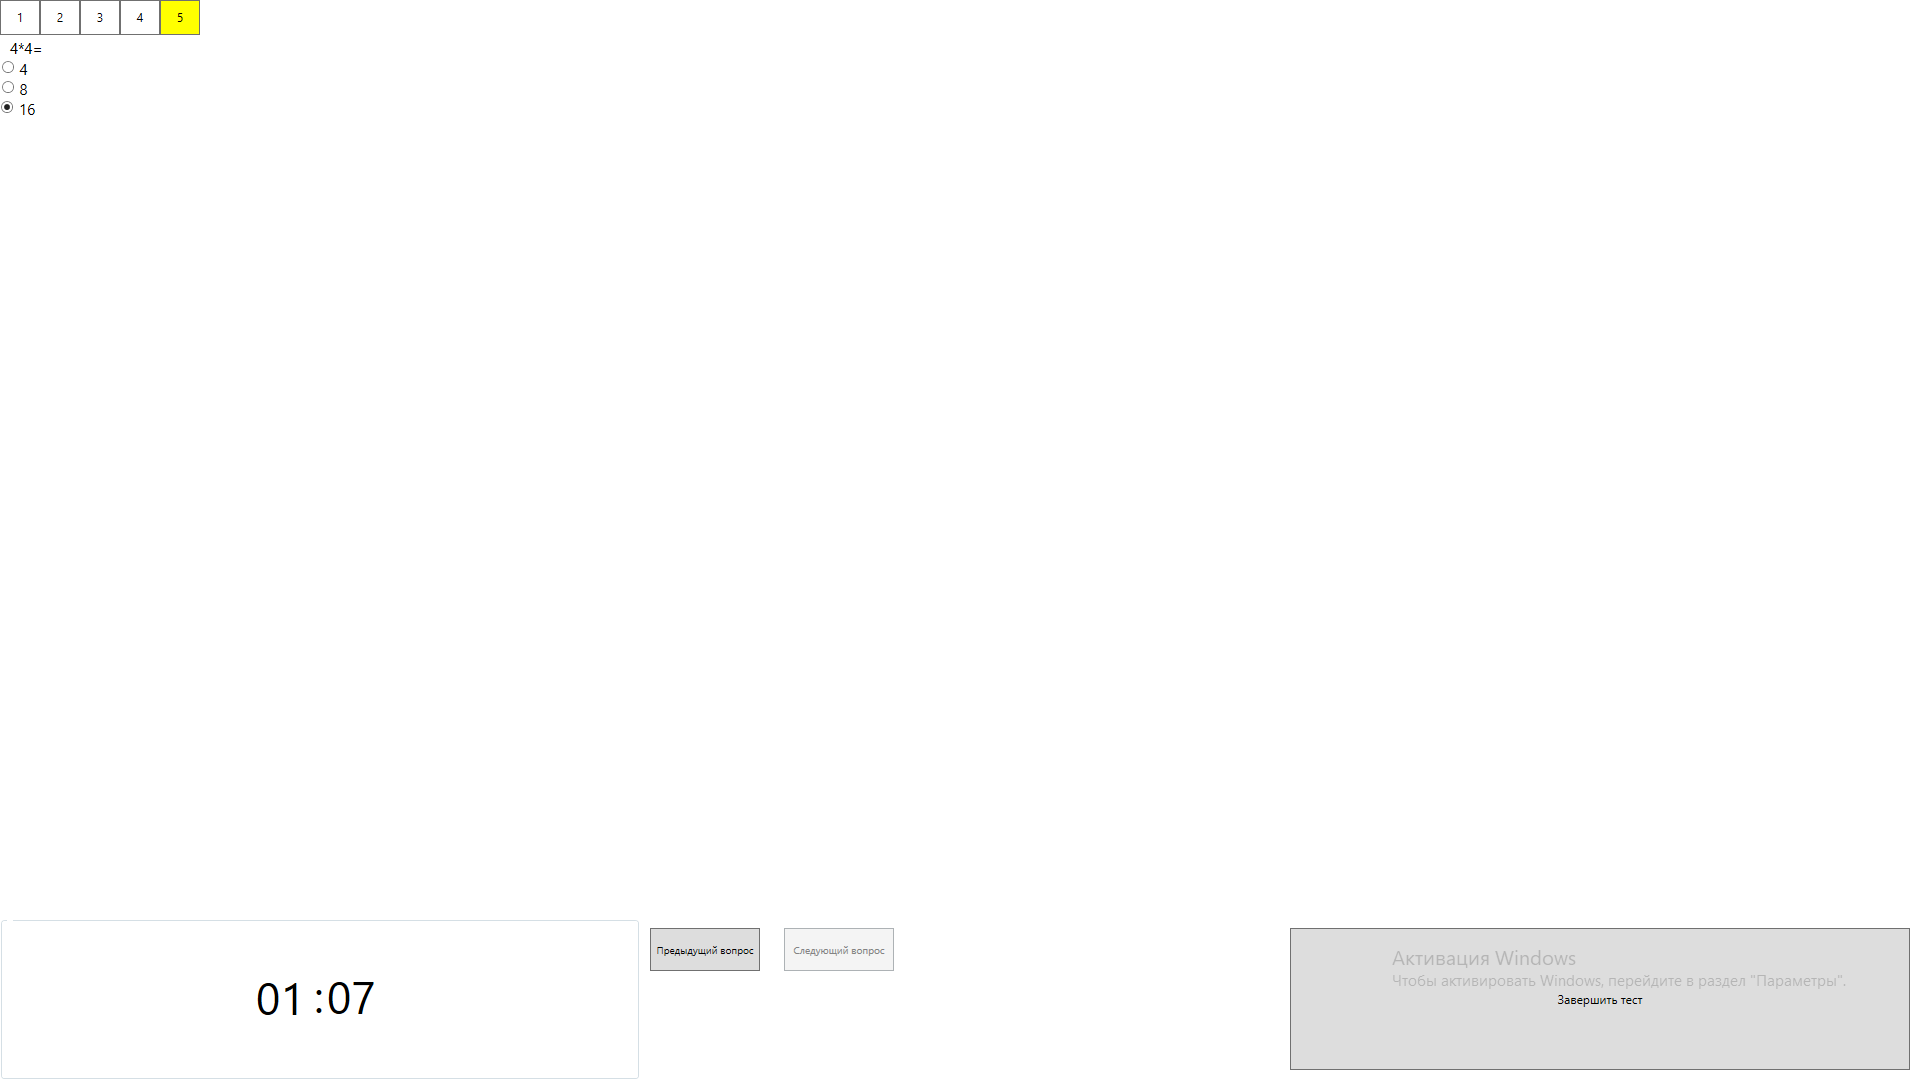 1 2 3 4 5
4*4=
4
8
16
01 :07
Предыдущий вопрос
Следующий вопрос
Активация Windows
Чтобы активировать Windows, перейдите в раздел "Параметры".
Завершить тест